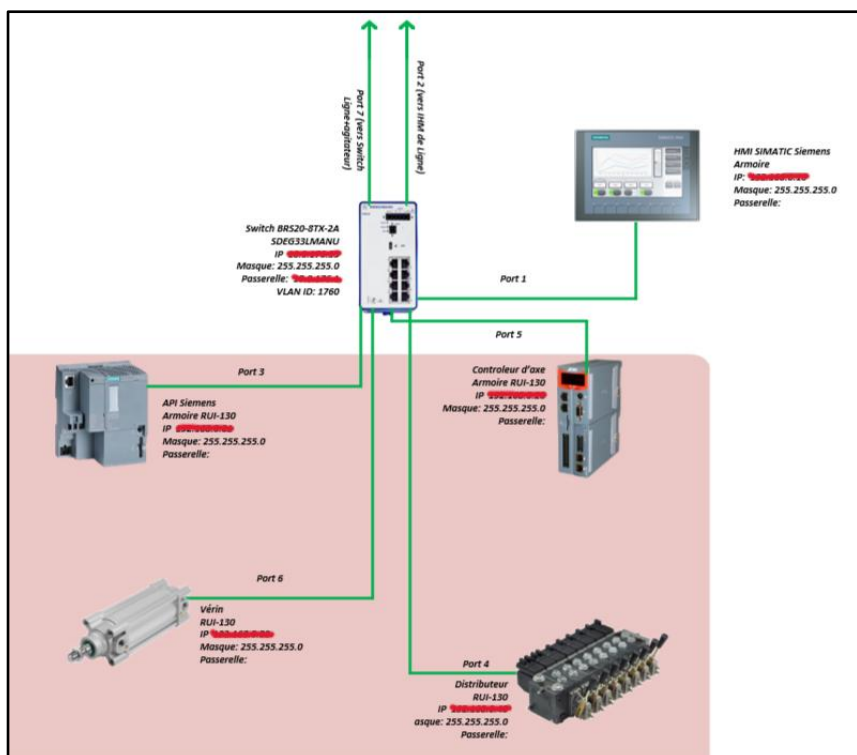 Port 7 (vers Switch
Ligne+agitateur)
Port 2 (vers IHM de Ligne)
SIEMENS
HMI SiMATIC Siemens
Armoire
IP:
Masque: 255.255.255.0
Passerelle:
Switch BRS20-8TX-2A
SDEG33LMANU
IP
Masque: 255.255.255.0
Passerelle:
VLAN ID: 1760
Port 1
Port 5
Port 3
API Siemens
Armoire RUI-130
IP
Masque: 255.255.255.0
Passerelle:
Controleur d'axe
Armoire RUI-130
IP
Masque: 255.255.255.0
Passerelle:
Port 6
Vérin
RUI-130
IP
Masque: 255.255.255.0
Passerelle:
Port 4
Distributeur
RUI-130
IP
asque: 255.255.255.0
Passerelle: